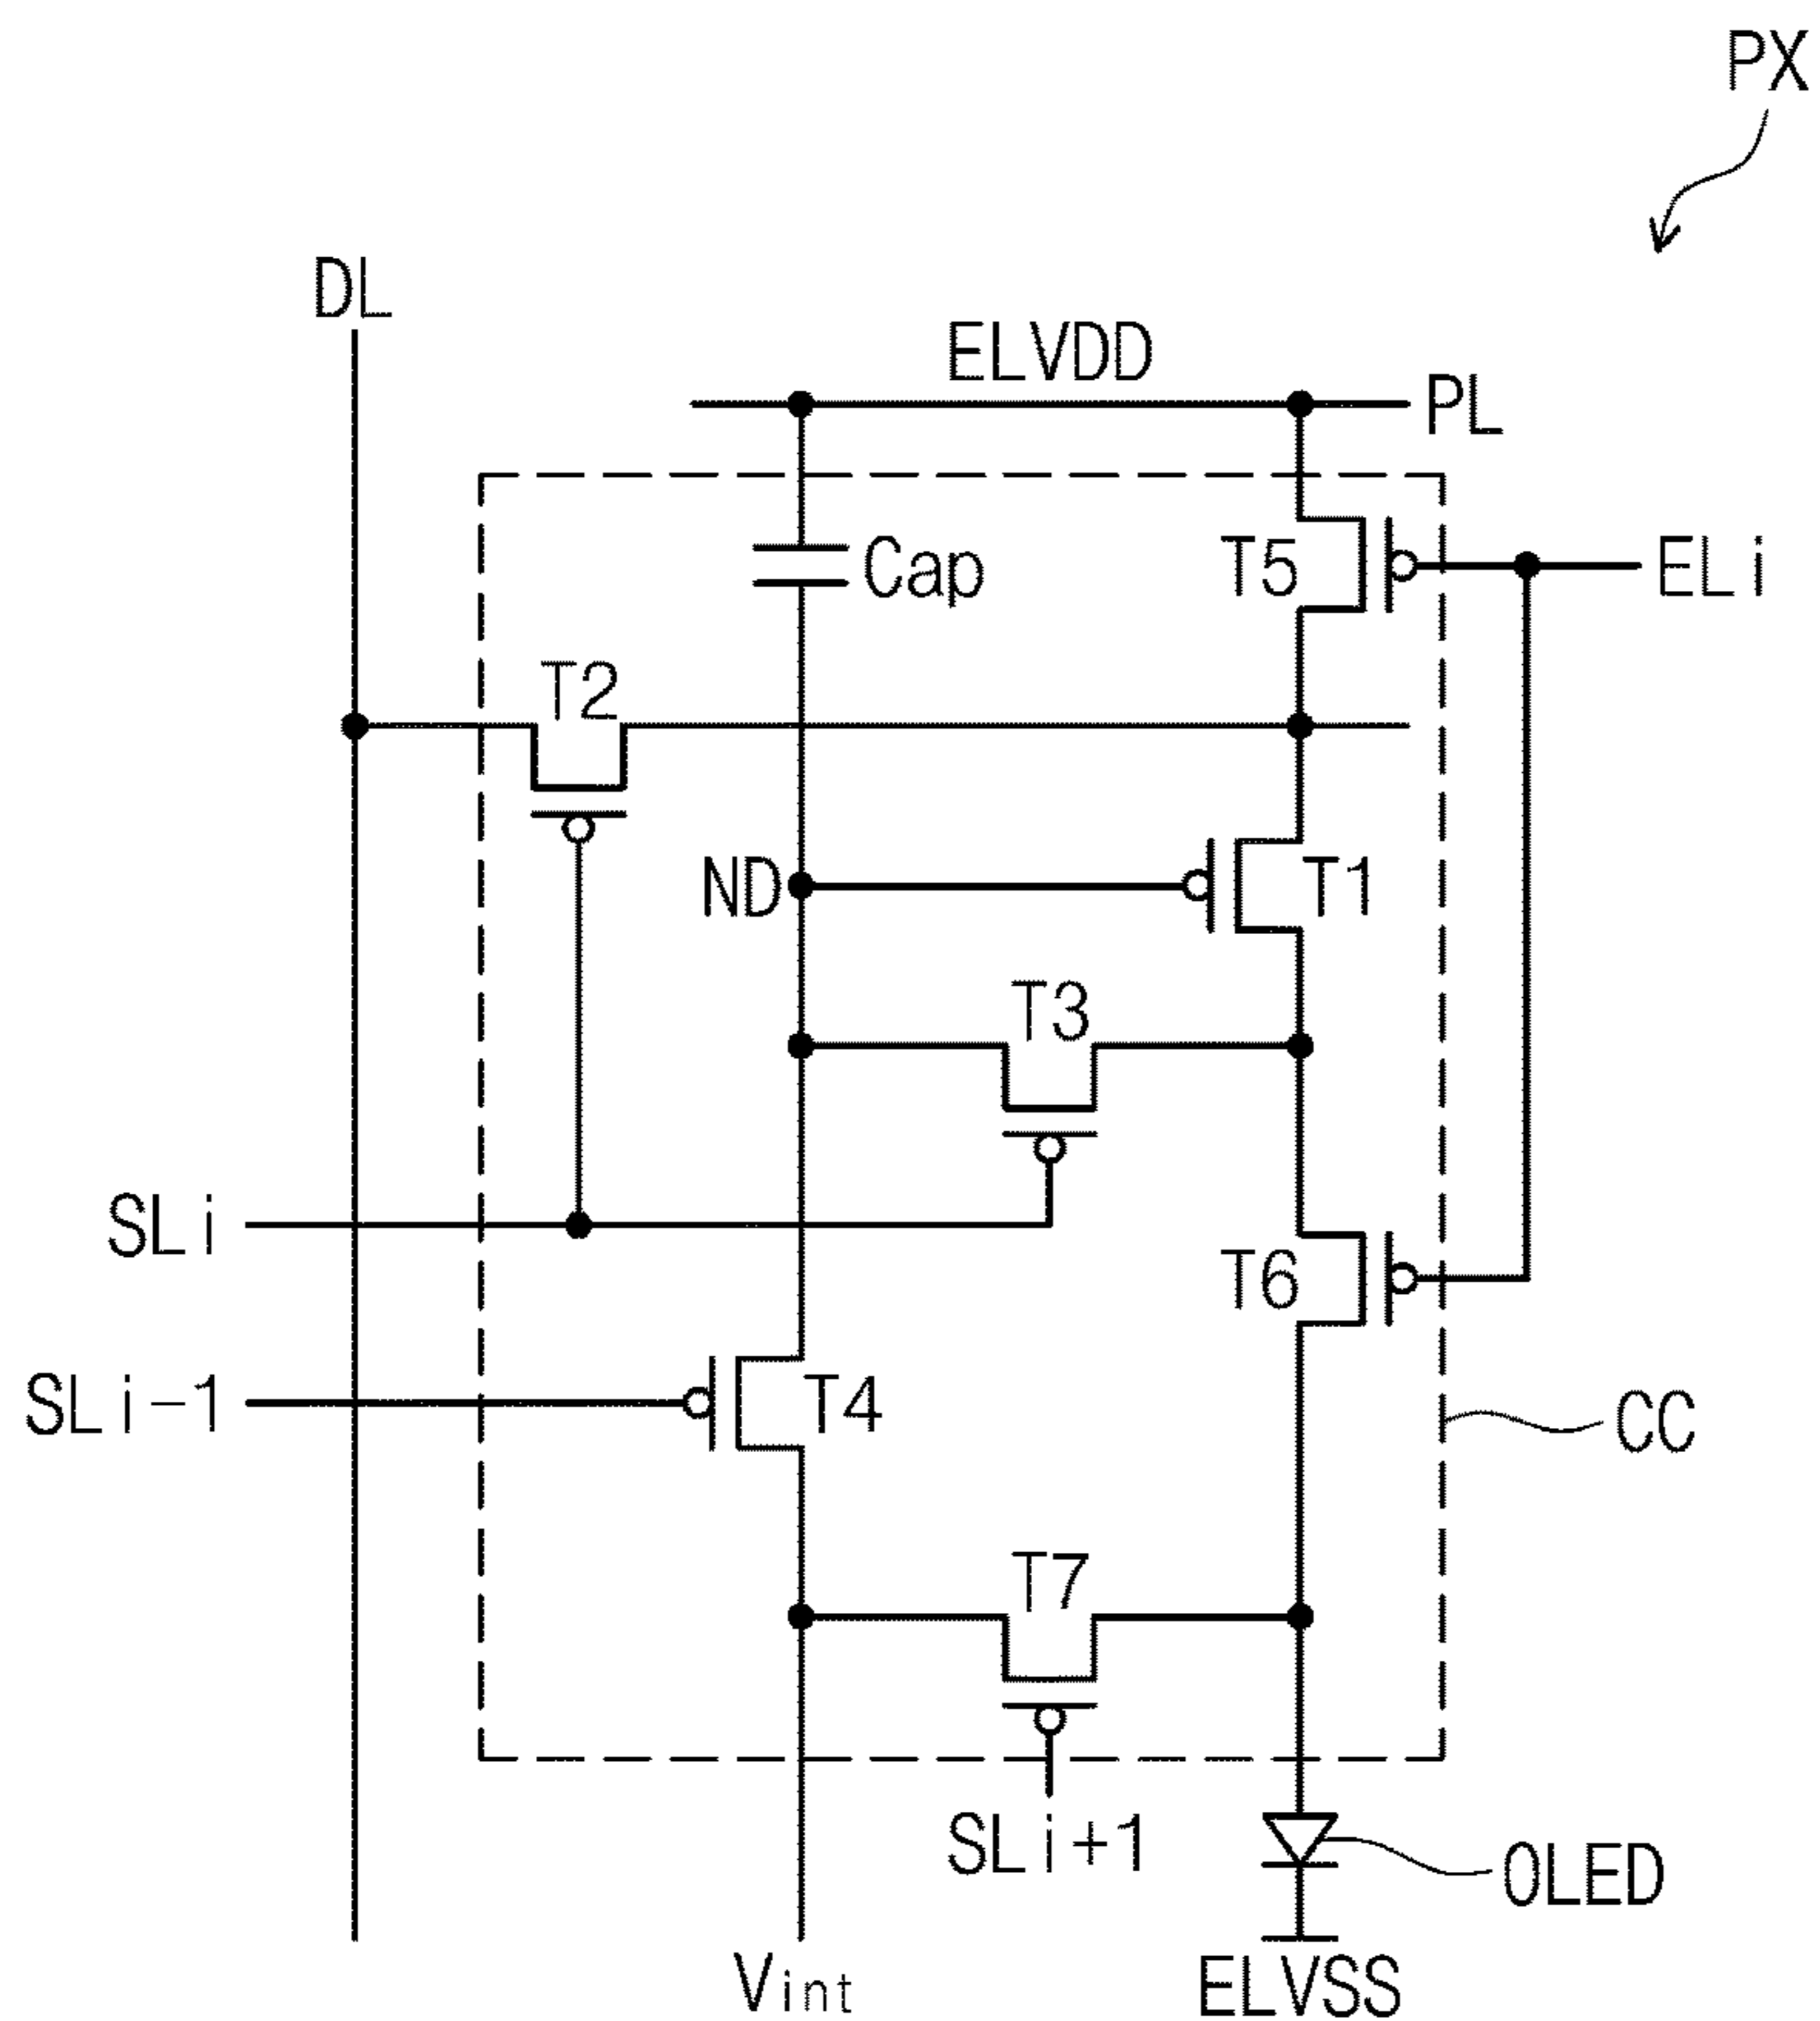 PX
DL
ELVDD
PL
Cap
T5
ELi
T2
ND
T1
T3
SLi
T6
SLi-1
T4
CC
T7
SLi+1
OLED
Vint
ELVSS